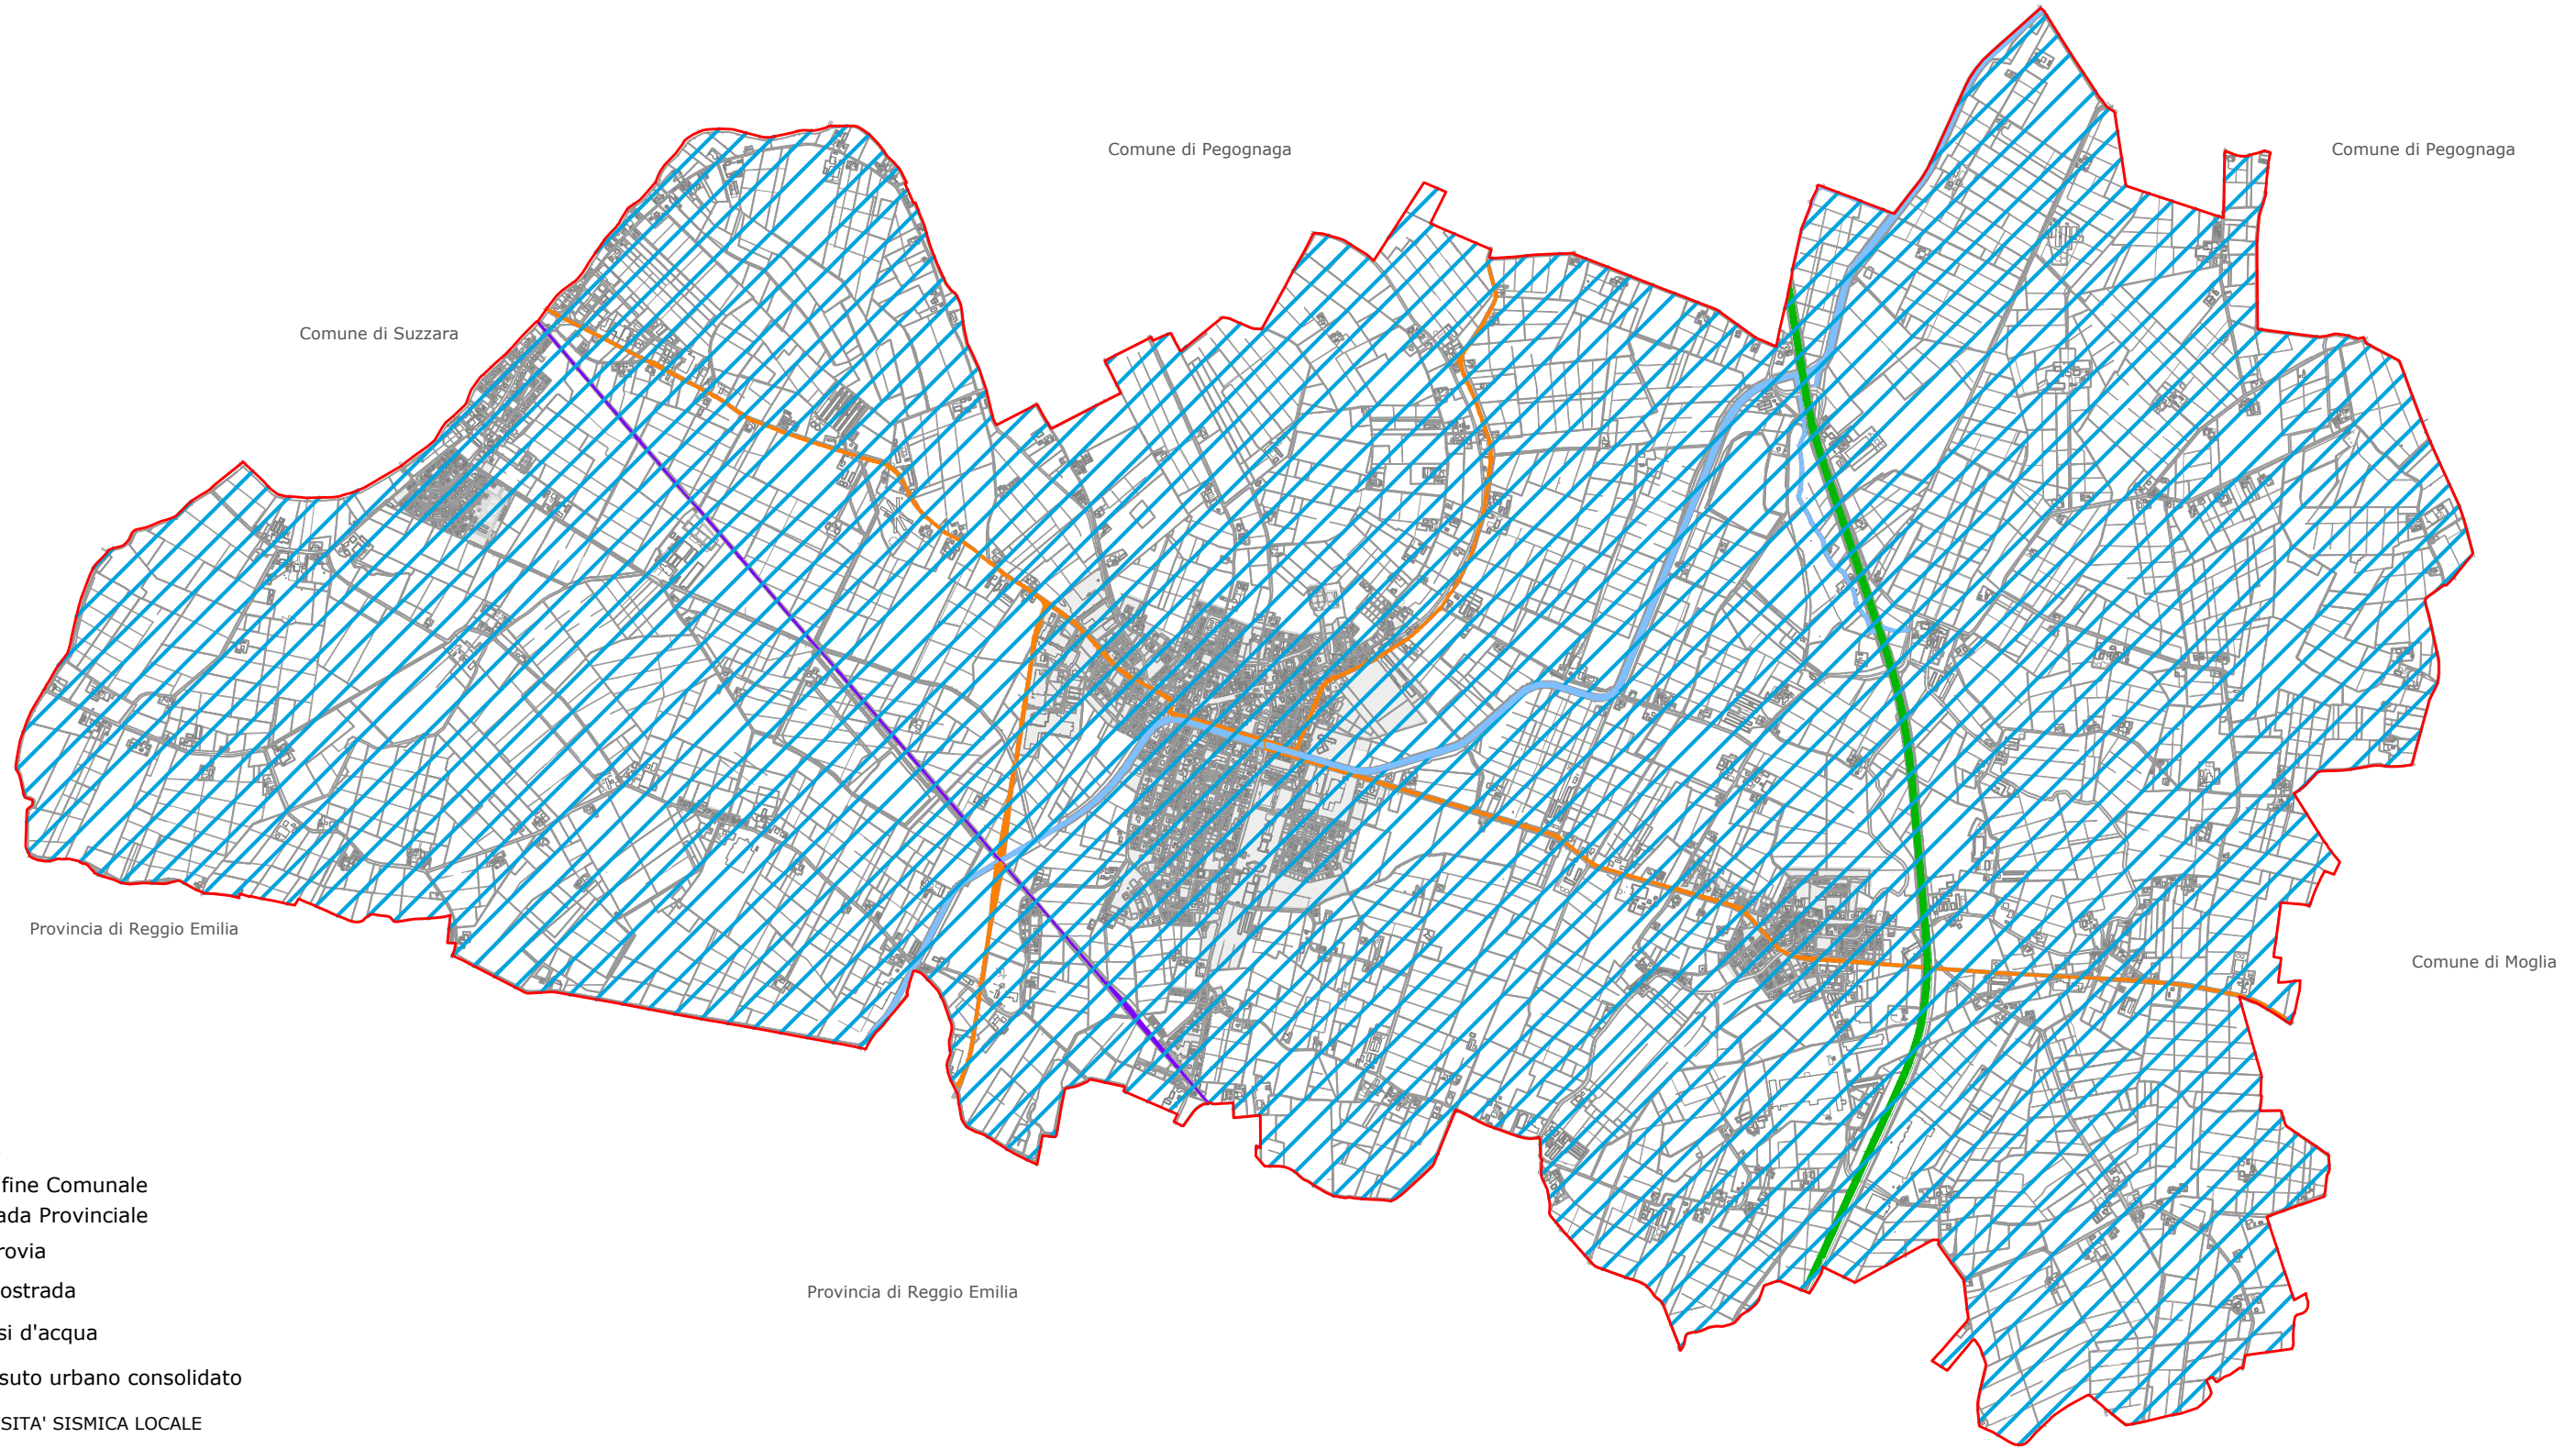 Comune di Pegognaga
Comune di Pegognaga
Comune di Suzzara
Provincia di Reggio Emilia
Comune di Moglia
Provincia di Reggio Emilia
fine Comunale
ada Provinciale
rovia
ostrada
si d'acqua
suto urbano consolidato
SITA' SISMICA LOCALE